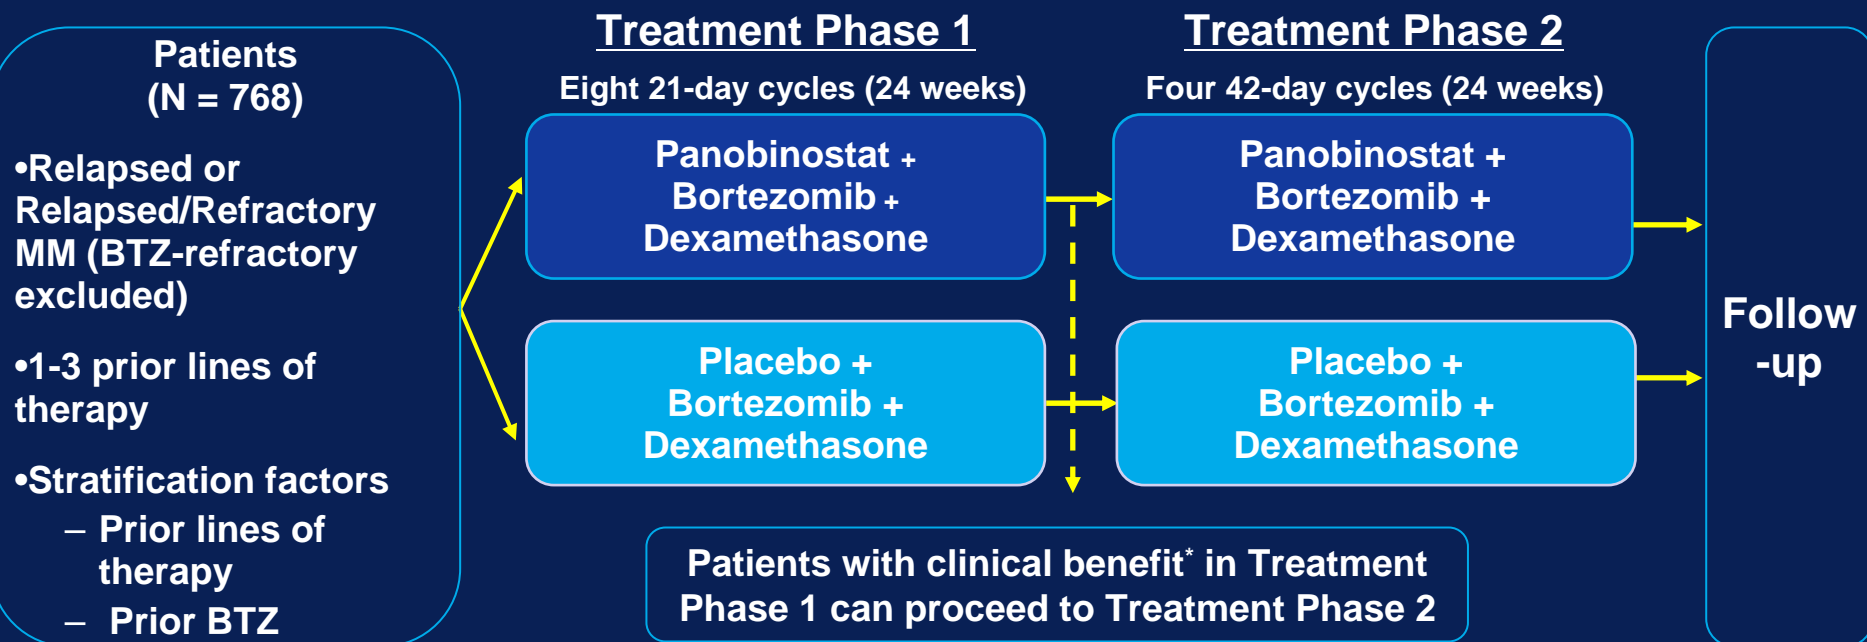 Patients
(N = 768)
•Relapsed or
Relapsed/Refractory
MM (BTZ-refractory
excluded)
•1-3 prior lines of
therapy
•Stratification factors
– Prior lines of
therapy
– Prior BTZ
Treatment Phase 1
Eight 21-day cycles (24 weeks)
Panobinostat +
Bortezomib +
Dexamethasone
Placebo +
Bortezomib +
Dexamethasone
Treatment Phase 2
Four 42-day cycles (24 weeks)
Panobinostat +
Bortezomib +
Dexamethasone
Placebo +
Bortezomib +
Dexamethasone
Patients with clinical benefit* in Treatment
Phase 1 can proceed to Treatment Phase 2
Follow
-up